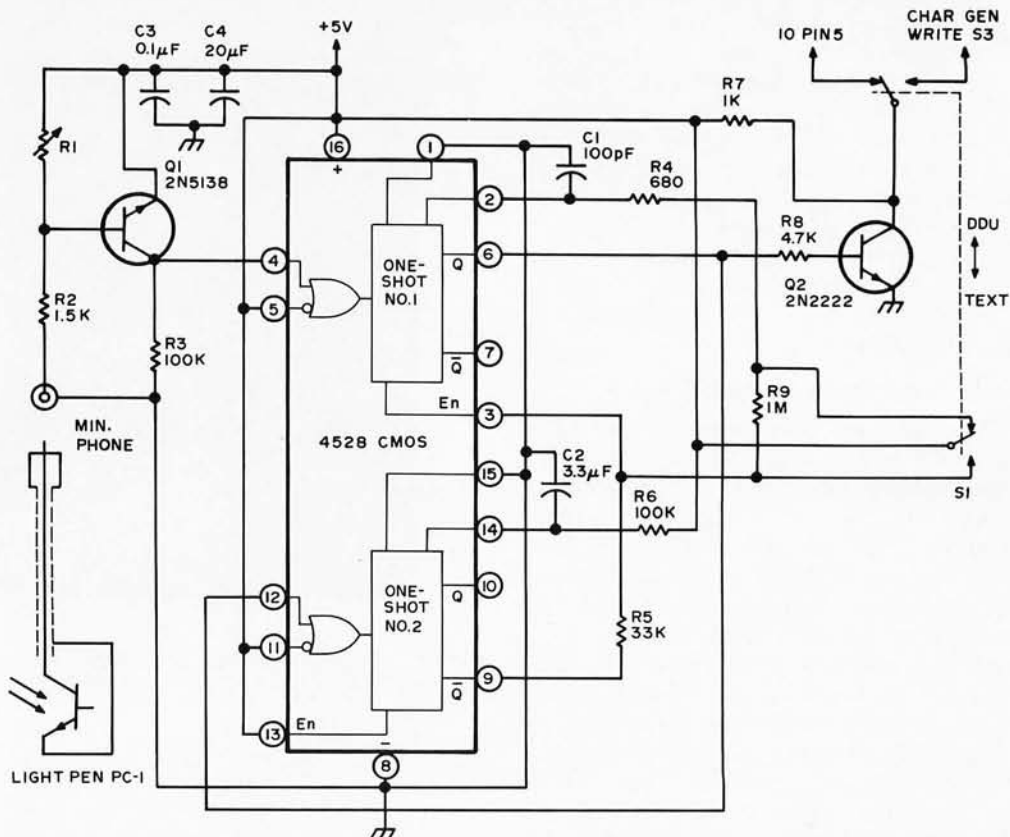 +5V
C3
0.1µF
C4
20µF
10 PIN5
CHAR GEN
WRITE S3
R1
Q1
2N5138
R2
1.5K
R3
100K
MIN.
PHONE
LIGHT PEN PC-1
16
+
1
C1
100pF
R4
680
R7
1K
2
4
5
ONE-
SHOT
NO.1
Q
6
R8
4.7K
Q2
2N2222
DDU
TEXT
Q̅
7
En
3
R9
1M
4528 CMOS
15
C2
3.3µF
14
R6
100K
S1
12
11
ONE-
SHOT
NO.2
Q
10
R5
33K
Q̅
9
13
En
–
8